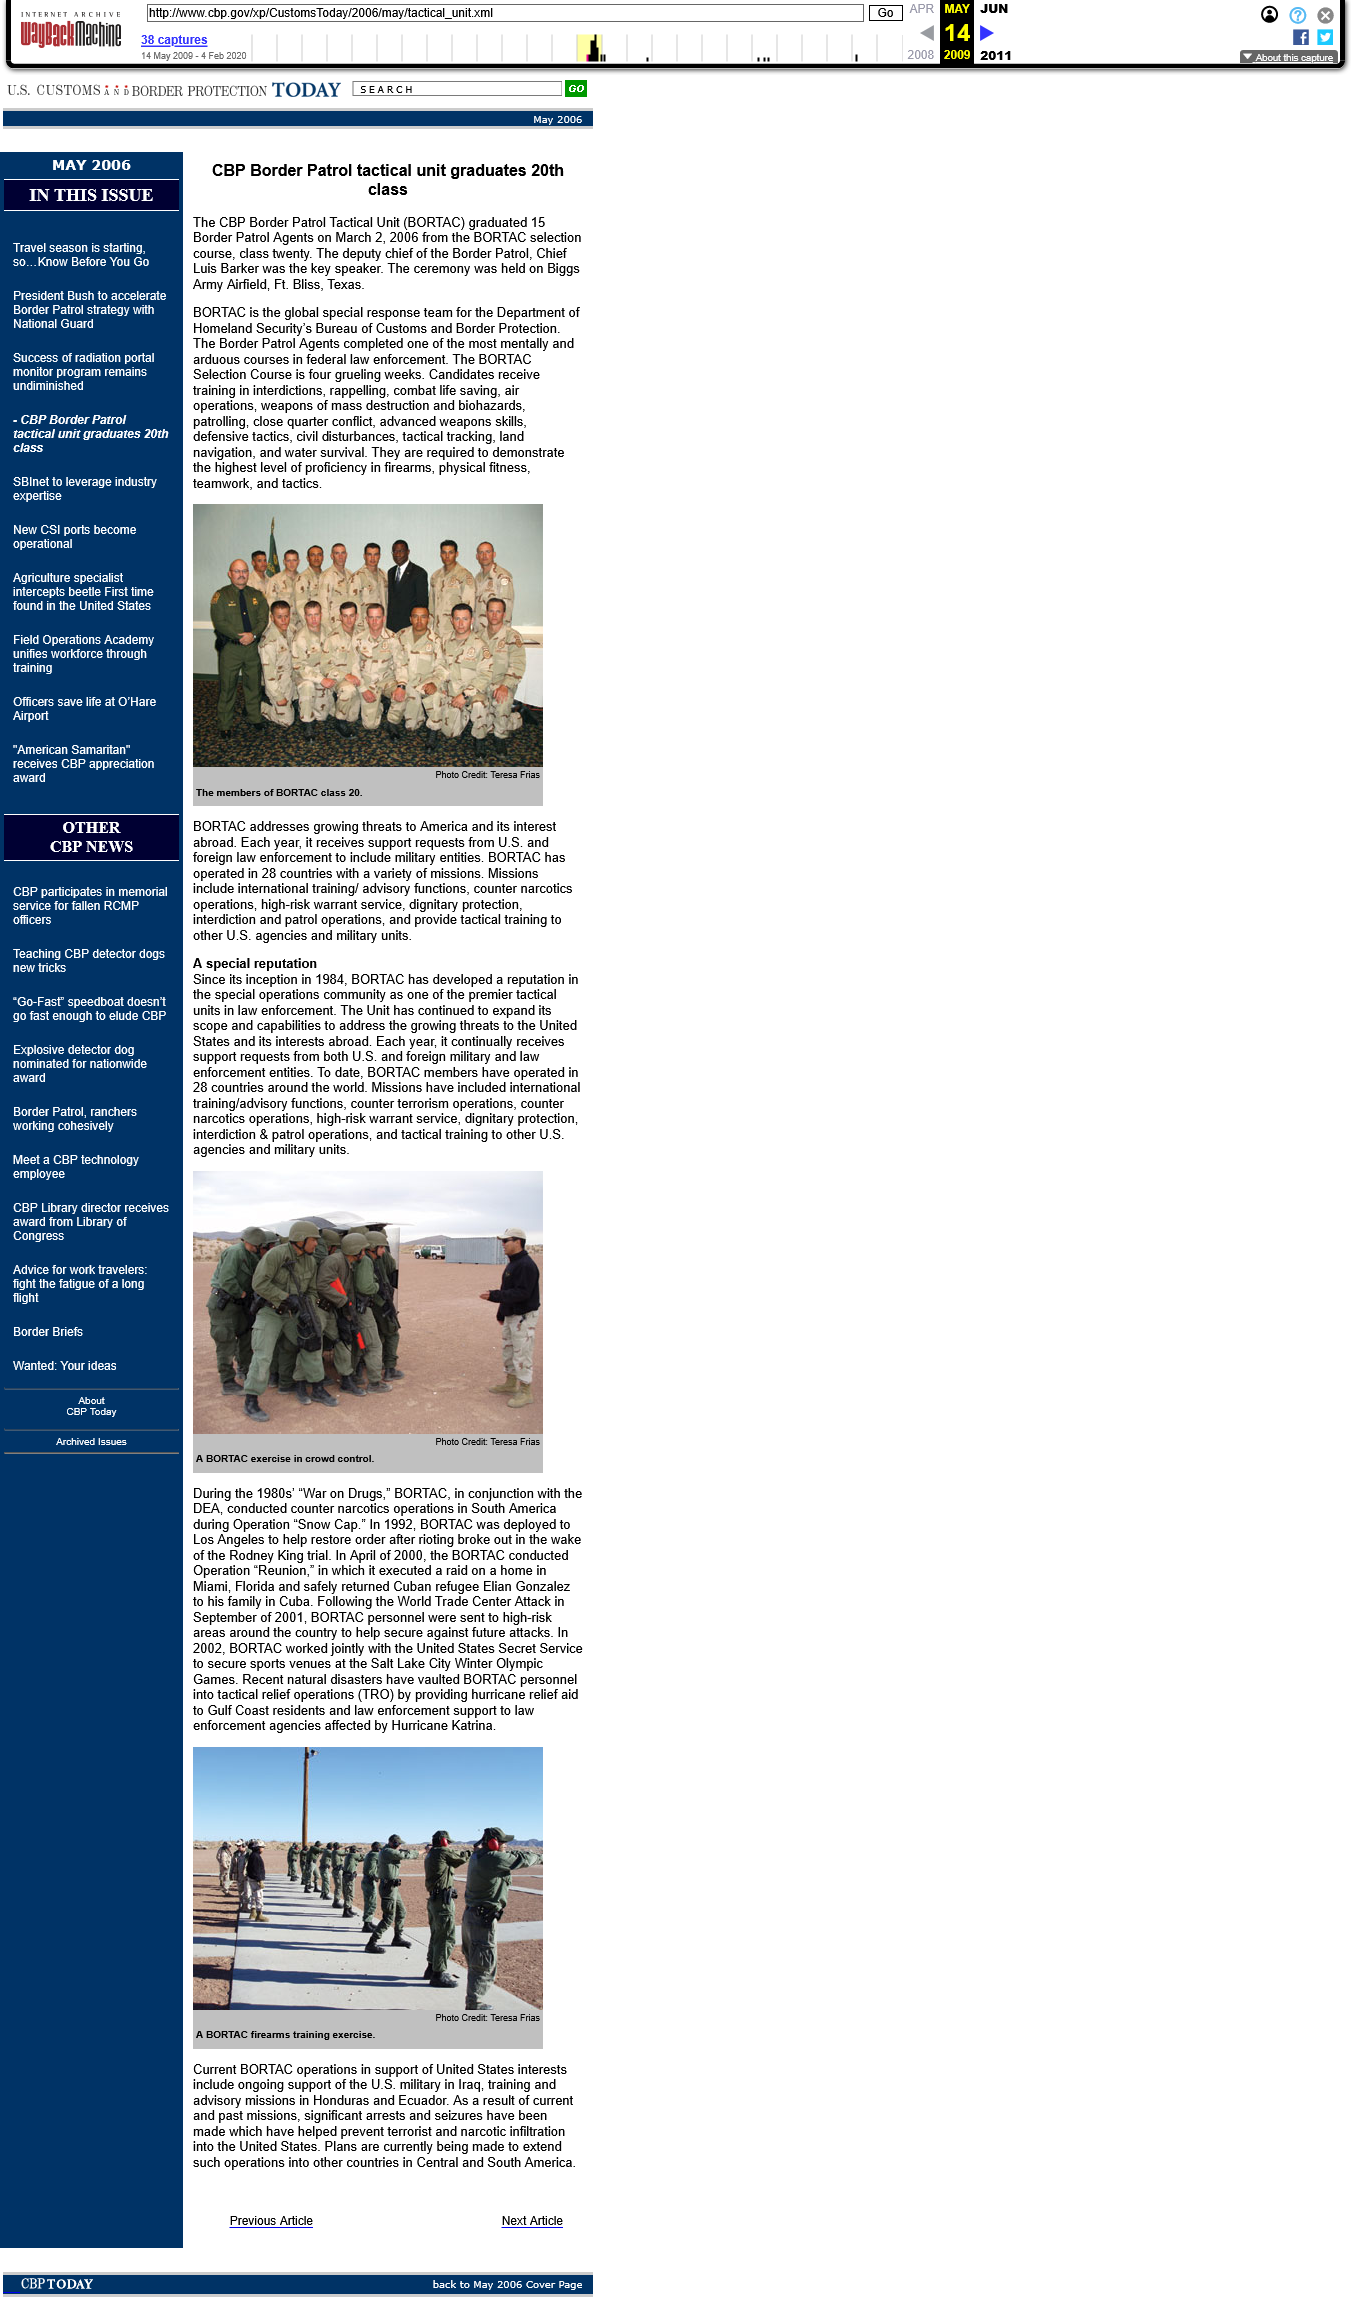 INTERNET ARCHIVE
WayBackMachine
http://www.cbp.gov/xp/CustomsToday/2006/may/tactical_unit.xml
Go
APR MAY JUN
38 captures
14
14 May 2009 - 4 Feb 2020
2008 2009 2011
About this capture
U.S. CUSTOMS AND BORDER PROTECTION TODAY
SEARCH
GO
May 2006
MAY 2006
IN THIS ISSUE
Travel season is starting,
so…Know Before You Go
President Bush to accelerate
Border Patrol strategy with
National Guard
Success of radiation portal
monitor program remains
undiminished
- CBP Border Patrol
tactical unit graduates 20th
class
SBInet to leverage industry
expertise
New CSI ports become
operational
Agriculture specialist
intercepts beetle First time
found in the United States
Field Operations Academy
unifies workforce through
training
Officers save life at O’Hare
Airport
"American Samaritan"
receives CBP appreciation
award
OTHER
CBP NEWS
CBP participates in memorial
service for fallen RCMP
officers
Teaching CBP detector dogs
new tricks
“Go-Fast” speedboat doesn’t
go fast enough to elude CBP
Explosive detector dog
nominated for nationwide
award
Border Patrol, ranchers
working cohesively
Meet a CBP technology
employee
CBP Library director receives
award from Library of
Congress
Advice for work travelers:
fight the fatigue of a long
flight
Border Briefs
Wanted: Your ideas
About
CBP Today
Archived Issues
CBP Border Patrol tactical unit graduates 20th
class
The CBP Border Patrol Tactical Unit (BORTAC) graduated 15
Border Patrol Agents on March 2, 2006 from the BORTAC selection
course, class twenty. The deputy chief of the Border Patrol, Chief
Luis Barker was the key speaker. The ceremony was held on Biggs
Army Airfield, Ft. Bliss, Texas.
BORTAC is the global special response team for the Department of
Homeland Security’s Bureau of Customs and Border Protection.
The Border Patrol Agents completed one of the most mentally and
arduous courses in federal law enforcement. The BORTAC
Selection Course is four grueling weeks. Candidates receive
training in interdictions, rappelling, combat life saving, air
operations, weapons of mass destruction and biohazards,
patrolling, close quarter conflict, advanced weapons skills,
defensive tactics, civil disturbances, tactical tracking, land
navigation, and water survival. They are required to demonstrate
the highest level of proficiency in firearms, physical fitness,
teamwork, and tactics.
Photo Credit: Teresa Frias
The members of BORTAC class 20.
BORTAC addresses growing threats to America and its interest
abroad. Each year, it receives support requests from U.S. and
foreign law enforcement to include military entities. BORTAC has
operated in 28 countries with a variety of missions. Missions
include international training/ advisory functions, counter narcotics
operations, high-risk warrant service, dignitary protection,
interdiction and patrol operations, and provide tactical training to
other U.S. agencies and military units.
A special reputation
Since its inception in 1984, BORTAC has developed a reputation in
the special operations community as one of the premier tactical
units in law enforcement. The Unit has continued to expand its
scope and capabilities to address the growing threats to the United
States and its interests abroad. Each year, it continually receives
support requests from both U.S. and foreign military and law
enforcement entities. To date, BORTAC members have operated in
28 countries around the world. Missions have included international
training/advisory functions, counter terrorism operations, counter
narcotics operations, high-risk warrant service, dignitary protection,
interdiction & patrol operations, and tactical training to other U.S.
agencies and military units.
Photo Credit: Teresa Frias
A BORTAC exercise in crowd control.
During the 1980s’ “War on Drugs,” BORTAC, in conjunction with the
DEA, conducted counter narcotics operations in South America
during Operation “Snow Cap.” In 1992, BORTAC was deployed to
Los Angeles to help restore order after rioting broke out in the wake
of the Rodney King trial. In April of 2000, the BORTAC conducted
Operation “Reunion,” in which it executed a raid on a home in
Miami, Florida and safely returned Cuban refugee Elian Gonzalez
to his family in Cuba. Following the World Trade Center Attack in
September of 2001, BORTAC personnel were sent to high-risk
areas around the country to help secure against future attacks. In
2002, BORTAC worked jointly with the United States Secret Service
to secure sports venues at the Salt Lake City Winter Olympic
Games. Recent natural disasters have vaulted BORTAC personnel
into tactical relief operations (TRO) by providing hurricane relief aid
to Gulf Coast residents and law enforcement support to law
enforcement agencies affected by Hurricane Katrina.
Photo Credit: Teresa Frias
A BORTAC firearms training exercise.
Current BORTAC operations in support of United States interests
include ongoing support of the U.S. military in Iraq, training and
advisory missions in Honduras and Ecuador. As a result of current
and past missions, significant arrests and seizures have been
made which have helped prevent terrorist and narcotic infiltration
into the United States. Plans are currently being made to extend
such operations into other countries in Central and South America.
Previous Article
Next Article
CBP TODAY
back to May 2006 Cover Page